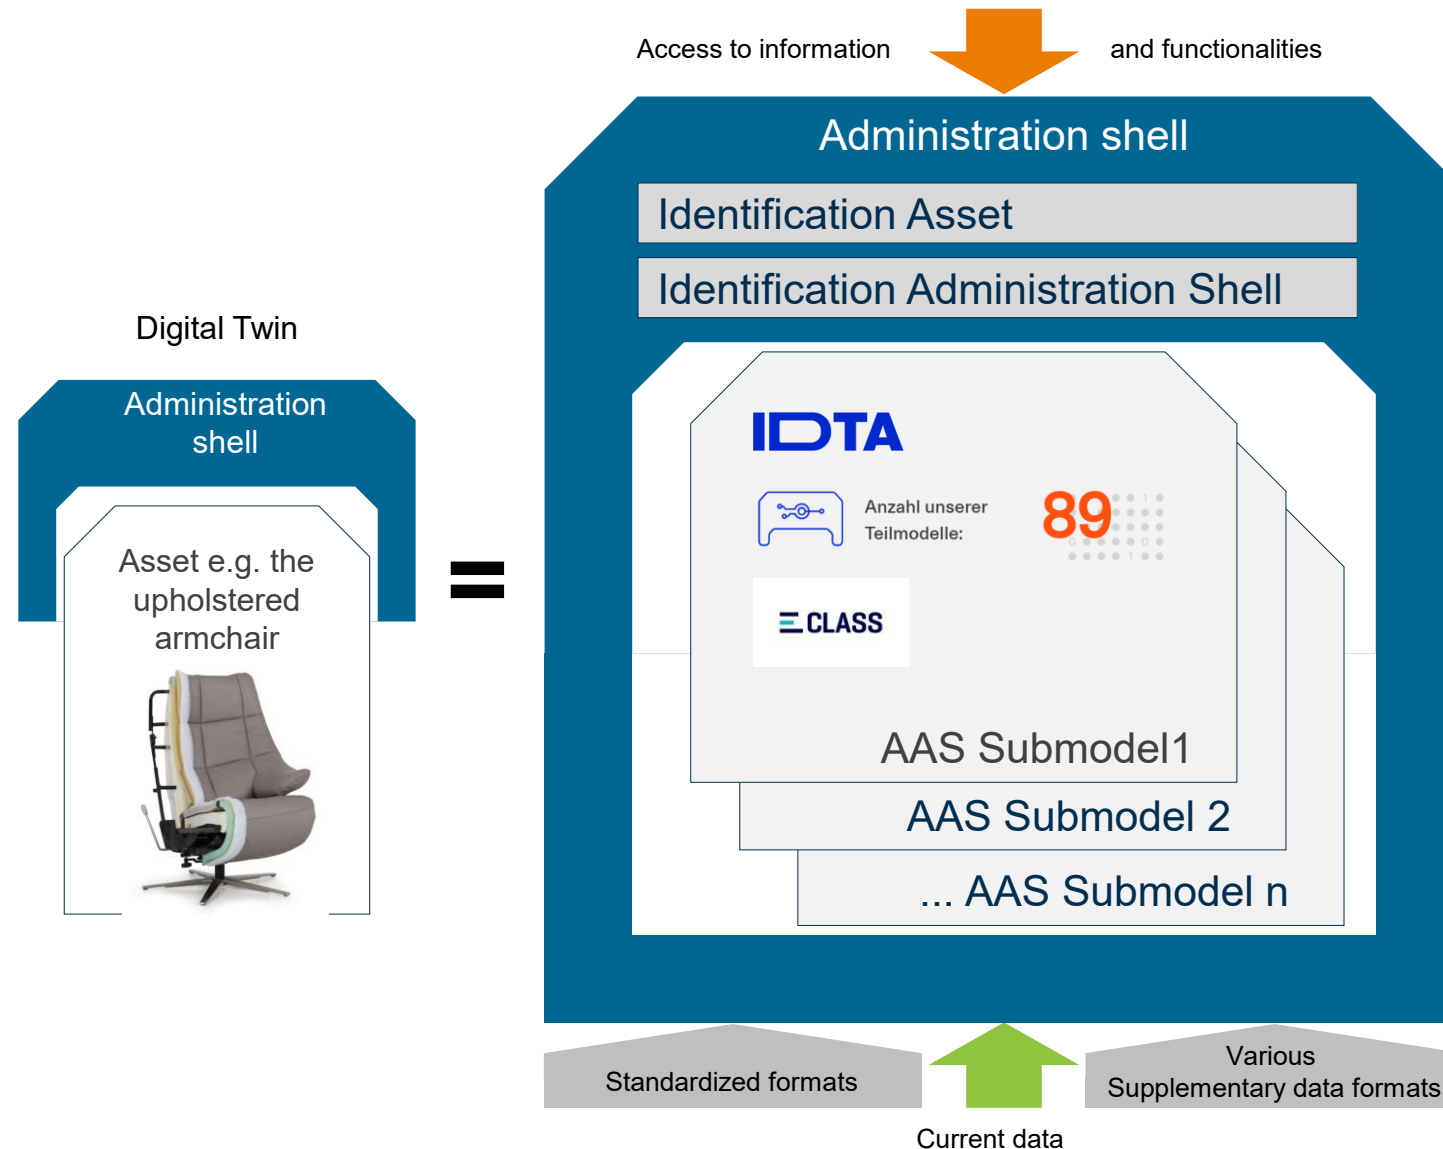 Access to information
and functionalities
Administration shell
Identification Asset
Identification Administration Shell
Digital Twin
Administration
shell
Asset e.g. the
upholstered
armchair
=
IDTA
Anzahl unserer
Teilmodelle:
89
ECLASS
AAS Submodel1
AAS Submodel 2
... AAS Submodel n
Standardized formats
Various
Supplementary data formats
Current data